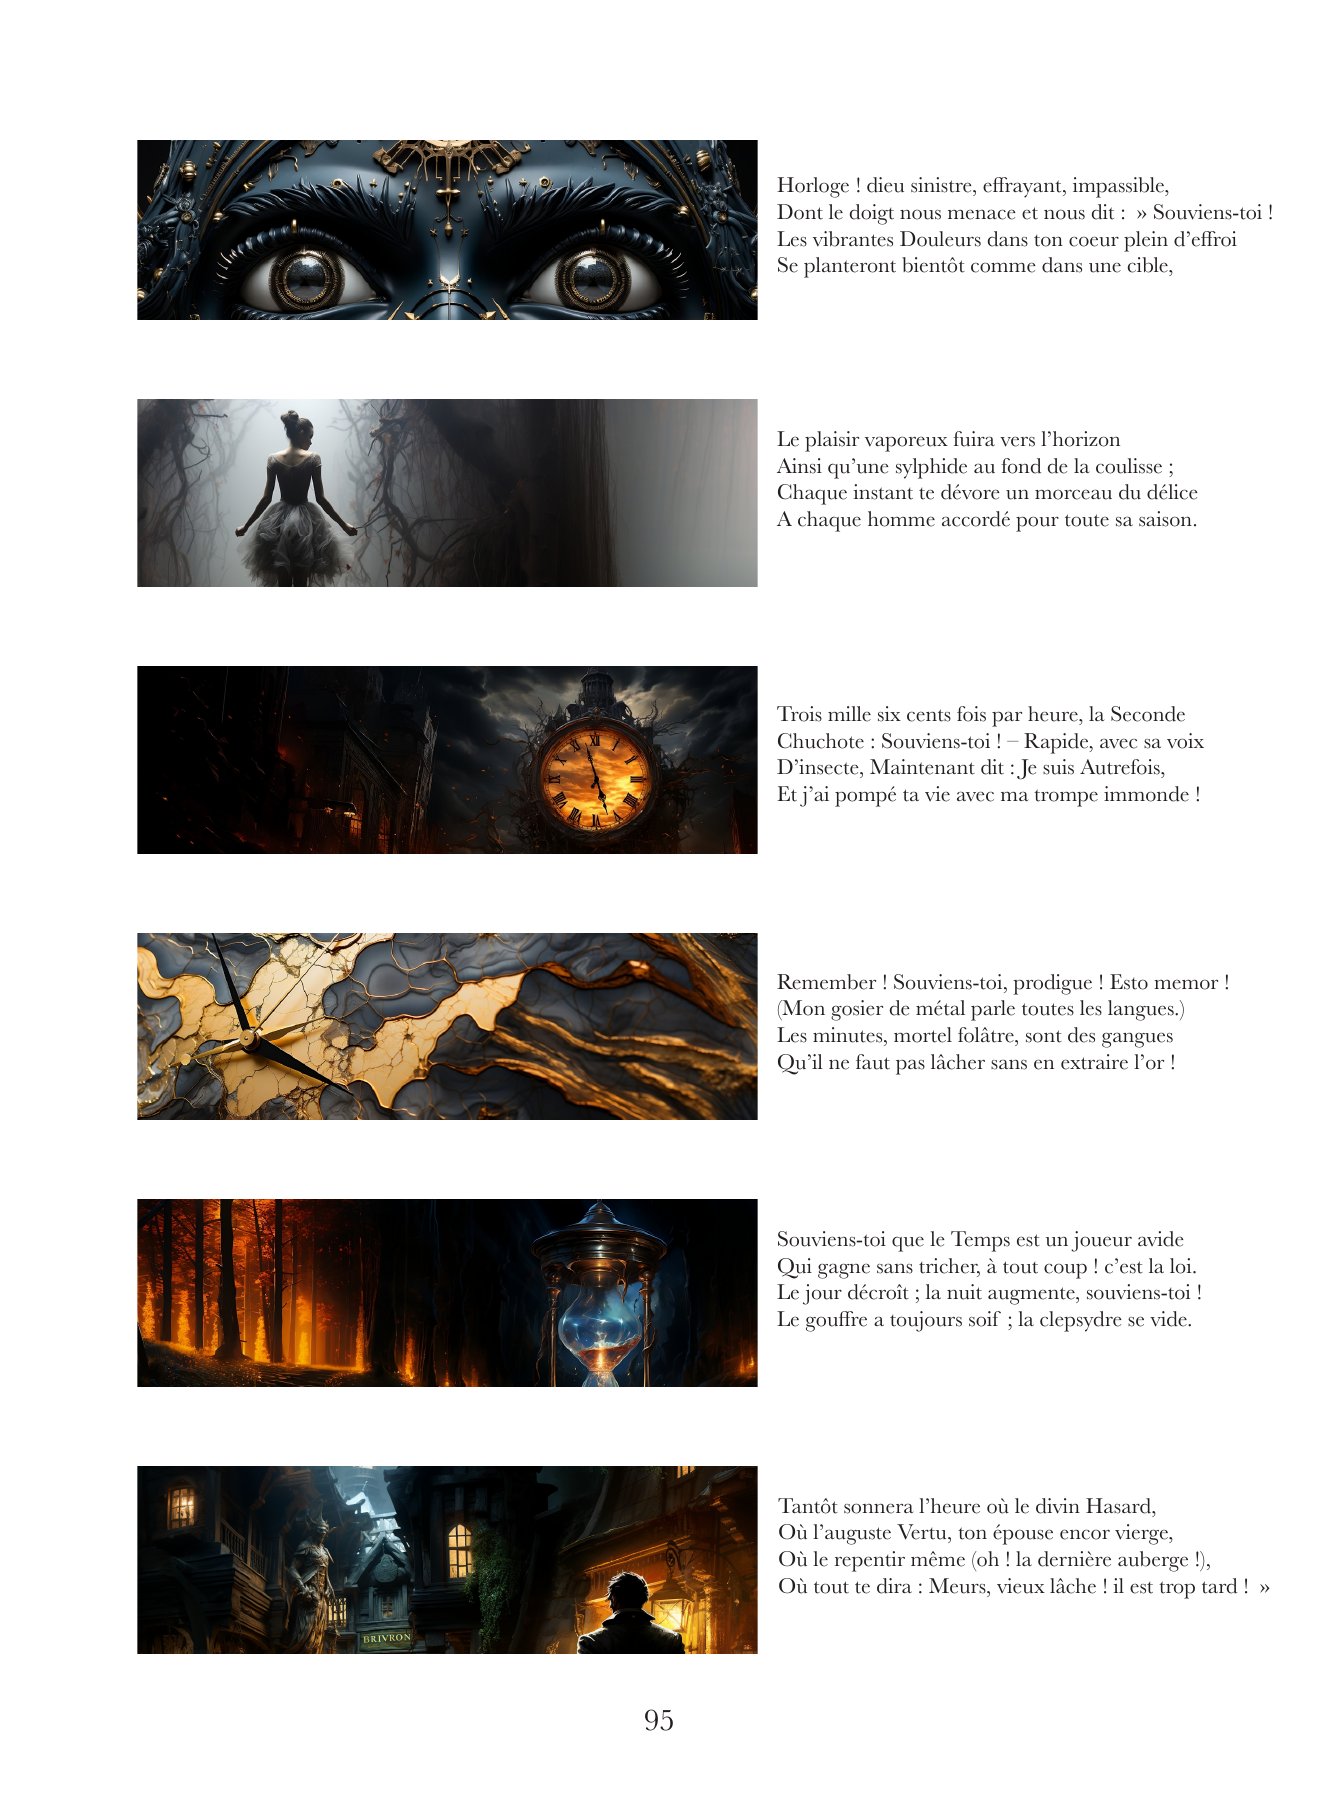 Horloge ! dieu sinistre, effrayant, impassible,
Dont le doigt nous menace et nous dit : » Souviens-toi !
Les vibrantes Douleurs dans ton coeur plein d’effroi
Se planteront bientôt comme dans une cible,
Le plaisir vaporeux fuira vers l’horizon
Ainsi qu’une sylphide au fond de la coulisse ;
Chaque instant te dévore un morceau du délice
A chaque homme accordé pour toute sa saison.
Trois mille six cents fois par heure, la Seconde
Chuchote : Souviens-toi ! – Rapide, avec sa voix
D’insecte, Maintenant dit : Je suis Autrefois,
Et j’ai pompé ta vie avec ma trompe immonde !
Remember ! Souviens-toi, prodigue ! Esto memor !
(Mon gosier de métal parle toutes les langues.)
Les minutes, mortel folâtre, sont des gangues
Qu’il ne faut pas lâcher sans en extraire l’or !
Souviens-toi que le Temps est un joueur avide
Qui gagne sans tricher, à tout coup ! c’est la loi.
Le jour décroît ; la nuit augmente, souviens-toi !
Le gouffre a toujours soif ; la clepsydre se vide.
BRIVRON
Tantôt sonnera l’heure où le divin Hasard,
Où l’auguste Vertu, ton épouse encor vierge,
Où le repentir même (oh ! la dernière auberge !),
Où tout te dira : Meurs, vieux lâche ! il est trop tard ! »
95